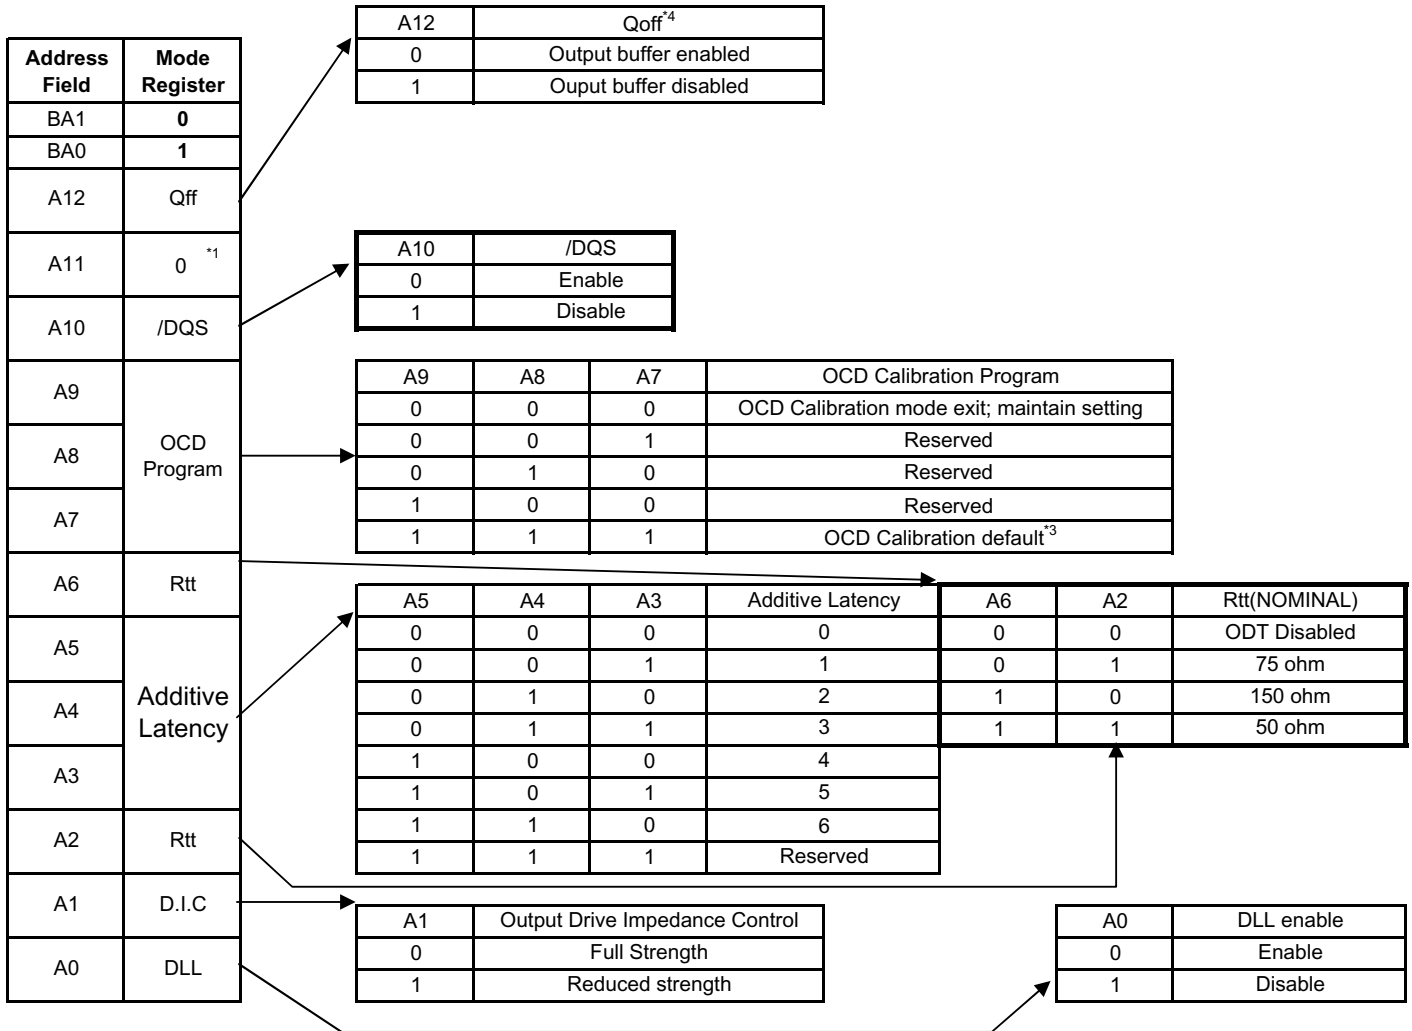 Address Field Mode Register
BA1 0
BA0 1
A12 Qff
A11 0 *1
A10 /DQS
A9
A8 OCD Program
A7
A6 Rtt
A5
A4 Additive Latency
A3
A2 Rtt
A1 D.I.C
A0 DLL
A12 Qoff*4
0 Output buffer enabled
1 Ouput buffer disabled
A10 /DQS
0 Enable
1 Disable
A9 A8 A7 OCD Calibration Program
0 0 0 OCD Calibration mode exit; maintain setting
0 0 1 Reserved
0 1 0 Reserved
1 0 0 Reserved
1 1 1 OCD Calibration default*3
A5 A4 A3 Additive Latency
0 0 0 0
0 0 1 1
0 1 0 2
0 1 1 3
1 0 0 4
1 0 1 5
1 1 0 6
1 1 1 Reserved
A6 A2 Rtt(NOMINAL)
0 0 ODT Disabled
0 1 75 ohm
1 0 150 ohm
1 1 50 ohm
A1 Output Drive Impedance Control
0 Full Strength
1 Reduced strength
A0 DLL enable
0 Enable
1 Disable